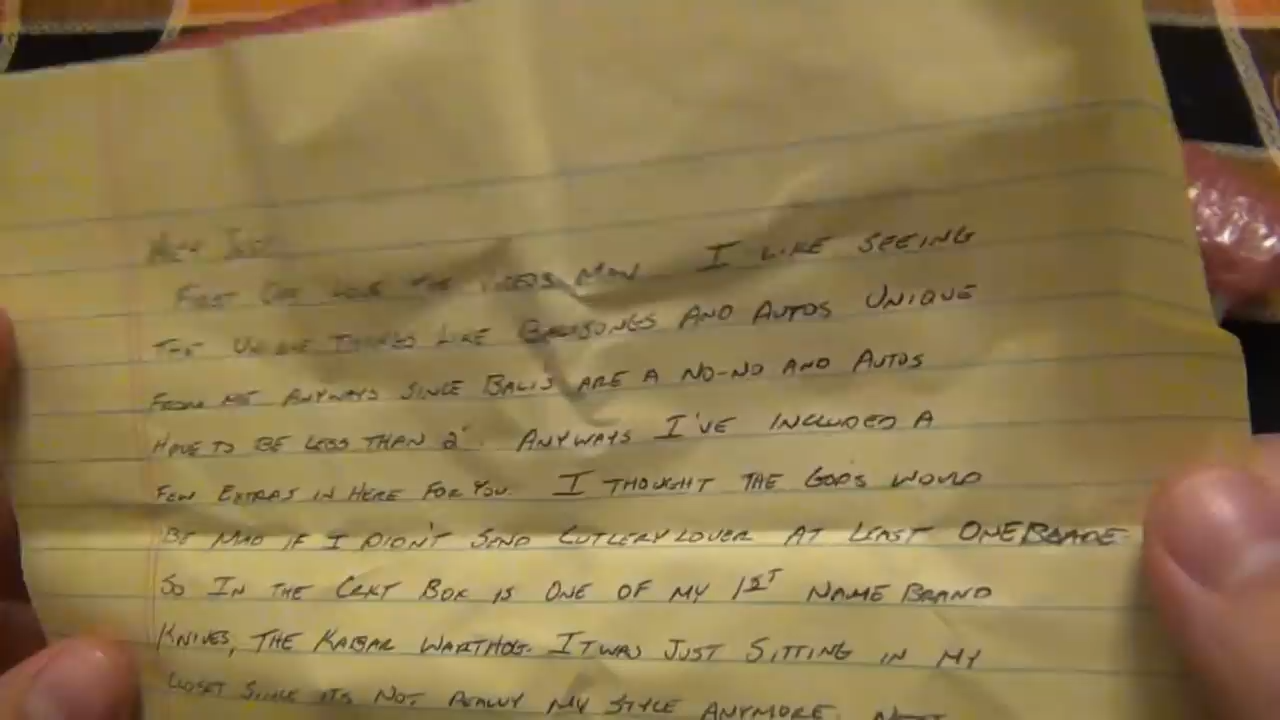 Hey
First off love the videos man I like seeing
the unique things like Balisongs and Autos unique
from me anyways since Balis are a no-no and Autos
have to be less than 2". Anyways I've included a
few extras in here for you. I thought the Gods would
be mad if I didn't send Cutlerylover at least one Blade
So in the CRKT Box is one of my 1st name brand
knives, the Kabar Warthog. It was just sitting in my
closet since its not really my style anymore.